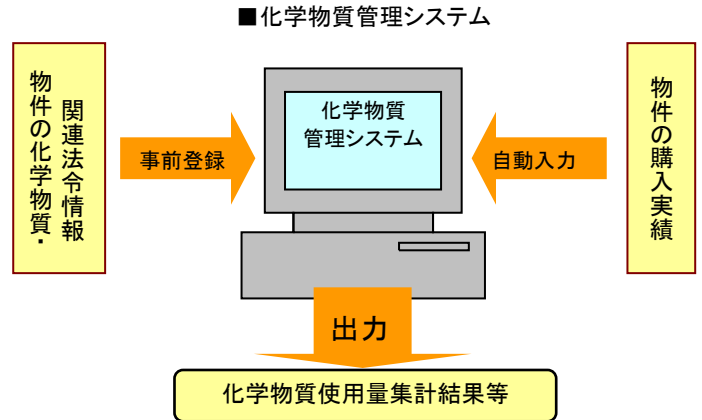 ■化学物質管理システム
物件の化学物質・
関連法令情報
事前登録
化学物質
管理システム
自動入力
物件の購入実績
出力
化学物質使用量集計結果等